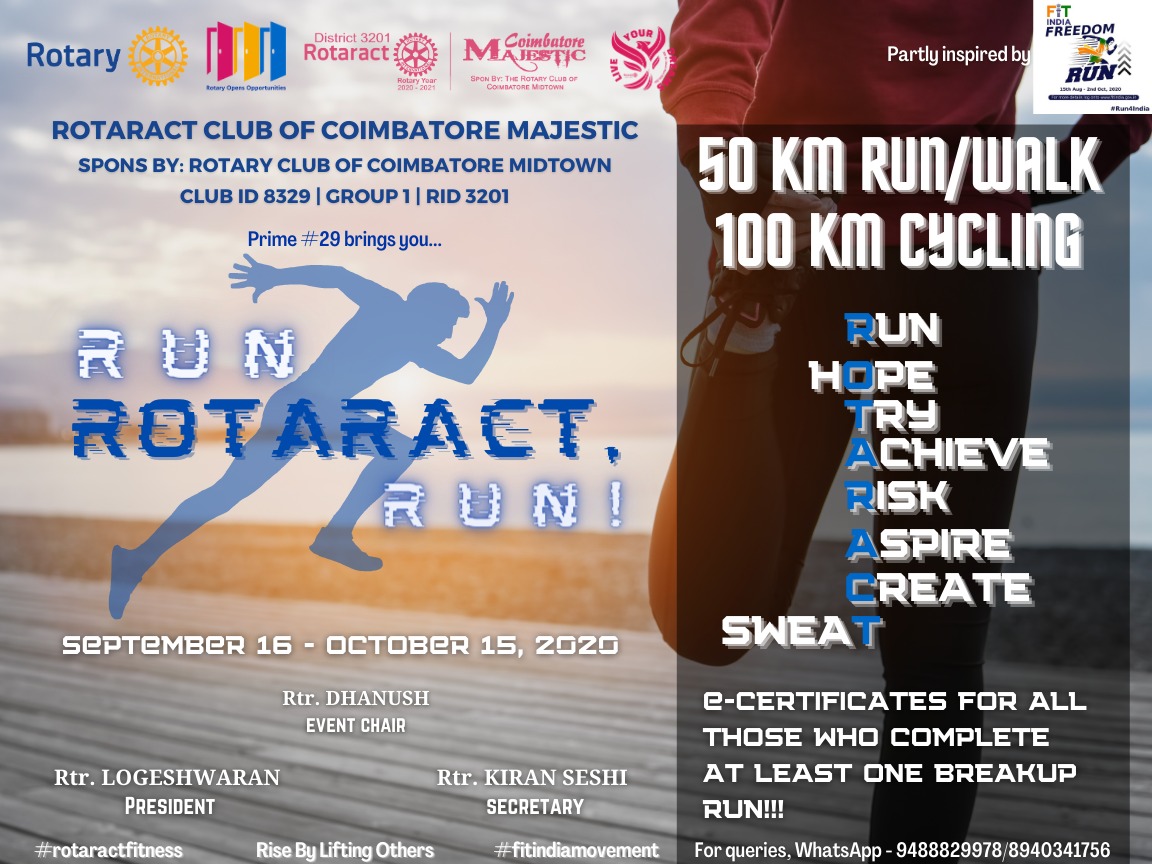 Rotary
Rotary Opens Opportunities
District 3201
Rotaract
Rotary Year
2020 - 2021
Coimbatore
MAJESTIC
SPON BY: THE ROTARY CLUB OF
COIMBATORE MIDTOWN
LIVE YOUR
Partly inspired by
FIT
INDIA
FREEDOM
RUN
15th Aug - 2nd Oct, 2020
#Run4India
ROTARACT CLUB OF COIMBATORE MAJESTIC
SPONS BY: ROTARY CLUB OF COIMBATORE MIDTOWN
CLUB ID 8329 | GROUP 1 | RID 3201
Prime #29 brings you...
RUN
ROTARACT,
RUN!
SEPTEMBER 16 - OCTOBER 15, 2020
Rtr. DHANUSH
EVENT CHAIR
Rtr. LOGESHWARAN
PRESIDENT
Rtr. KIRAN SESHI
SECRETARY
#rotaractfitness
Rise By Lifting Others
#fitindiamovement
50 KM RUN/WALK
100 KM CYCLING
RUN
HOPE
TRY
ACHIEVE
RISK
ASPIRE
CREATE
SWEAT
e-CERTIFICATES FOR ALL
THOSE WHO COMPLETE
AT LEAST ONE BREAKUP
RUN!!!
For queries, WhatsApp - 9488829978/8940341756